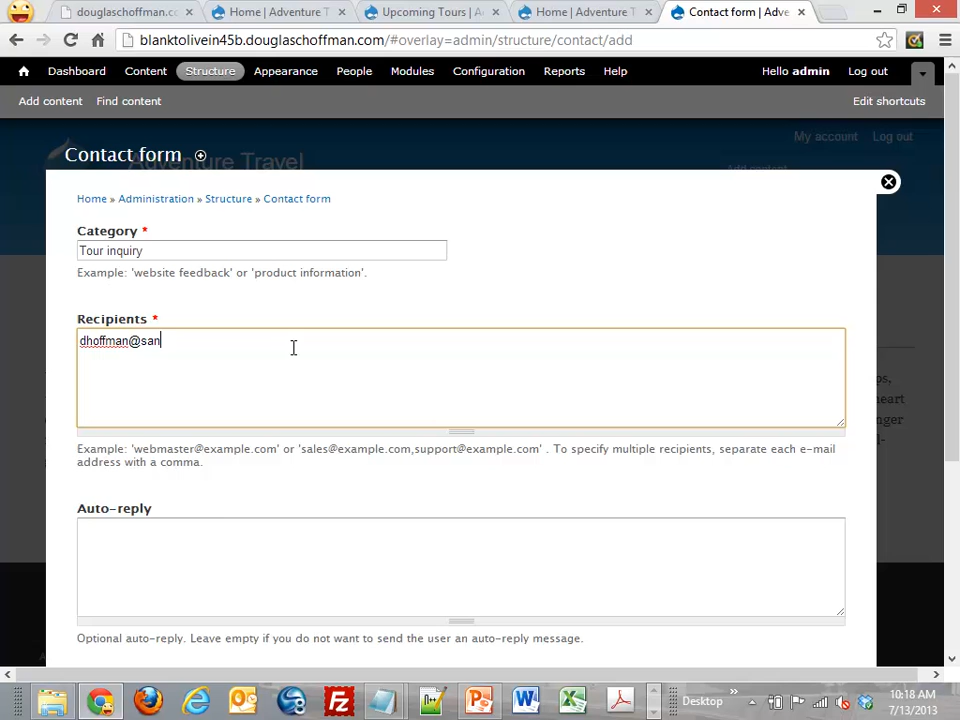 douglaschoffman.cc
Home | Adventure T
Upcoming Tours | A
Home | Adventure T
Contact form | Adve
blanktolivein45b.douglaschoffman.com/#overlay=admin/structure/contact/add
Dashboard Content Structure Appearance People Modules Configuration Reports Help
Hello admin Log out
Add content Find content
Edit shortcuts
My account Log out
Contact form
Adventure Travel
Add content
Home » Administration » Structure » Contact form
Category *
Tour inquiry
Example: 'website feedback' or 'product information'.
Recipients *
dhoffman@san
Example: 'webmaster@example.com' or 'sales@example.com,support@example.com' . To specify multiple recipients, separate each e-mail
address with a comma.
Auto-reply
Optional auto-reply. Leave empty if you do not want to send the user an auto-reply message.
Desktop
10:18 AM
7/13/2013